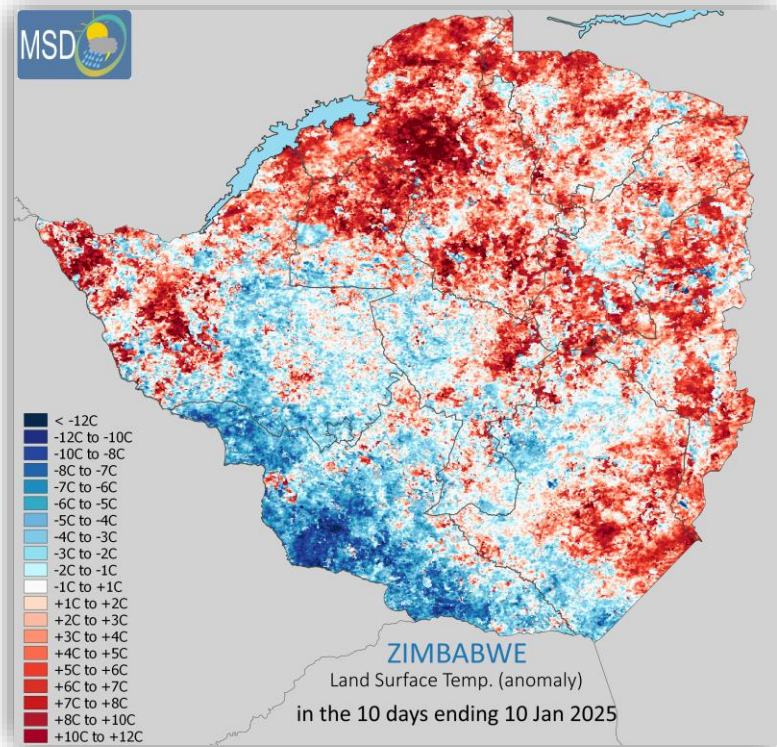 MSD
< -12C
-12C to -10C
-10C to -8C
-8C to -7C
-7C to -6C
-6C to -5C
-5C to -4C
-4C to -3C
-3C to -2C
-2C to -1C
-1C to +1C
+1C to +2C
+2C to +3C
+3C to +4C
+4C to +5C
+5C to +6C
+6C to +7C
+7C to +8C
+8C to +10C
+10C to +12C
ZIMBABWE
Land Surface Temp. (anomaly)
in the 10 days ending 10 Jan 2025